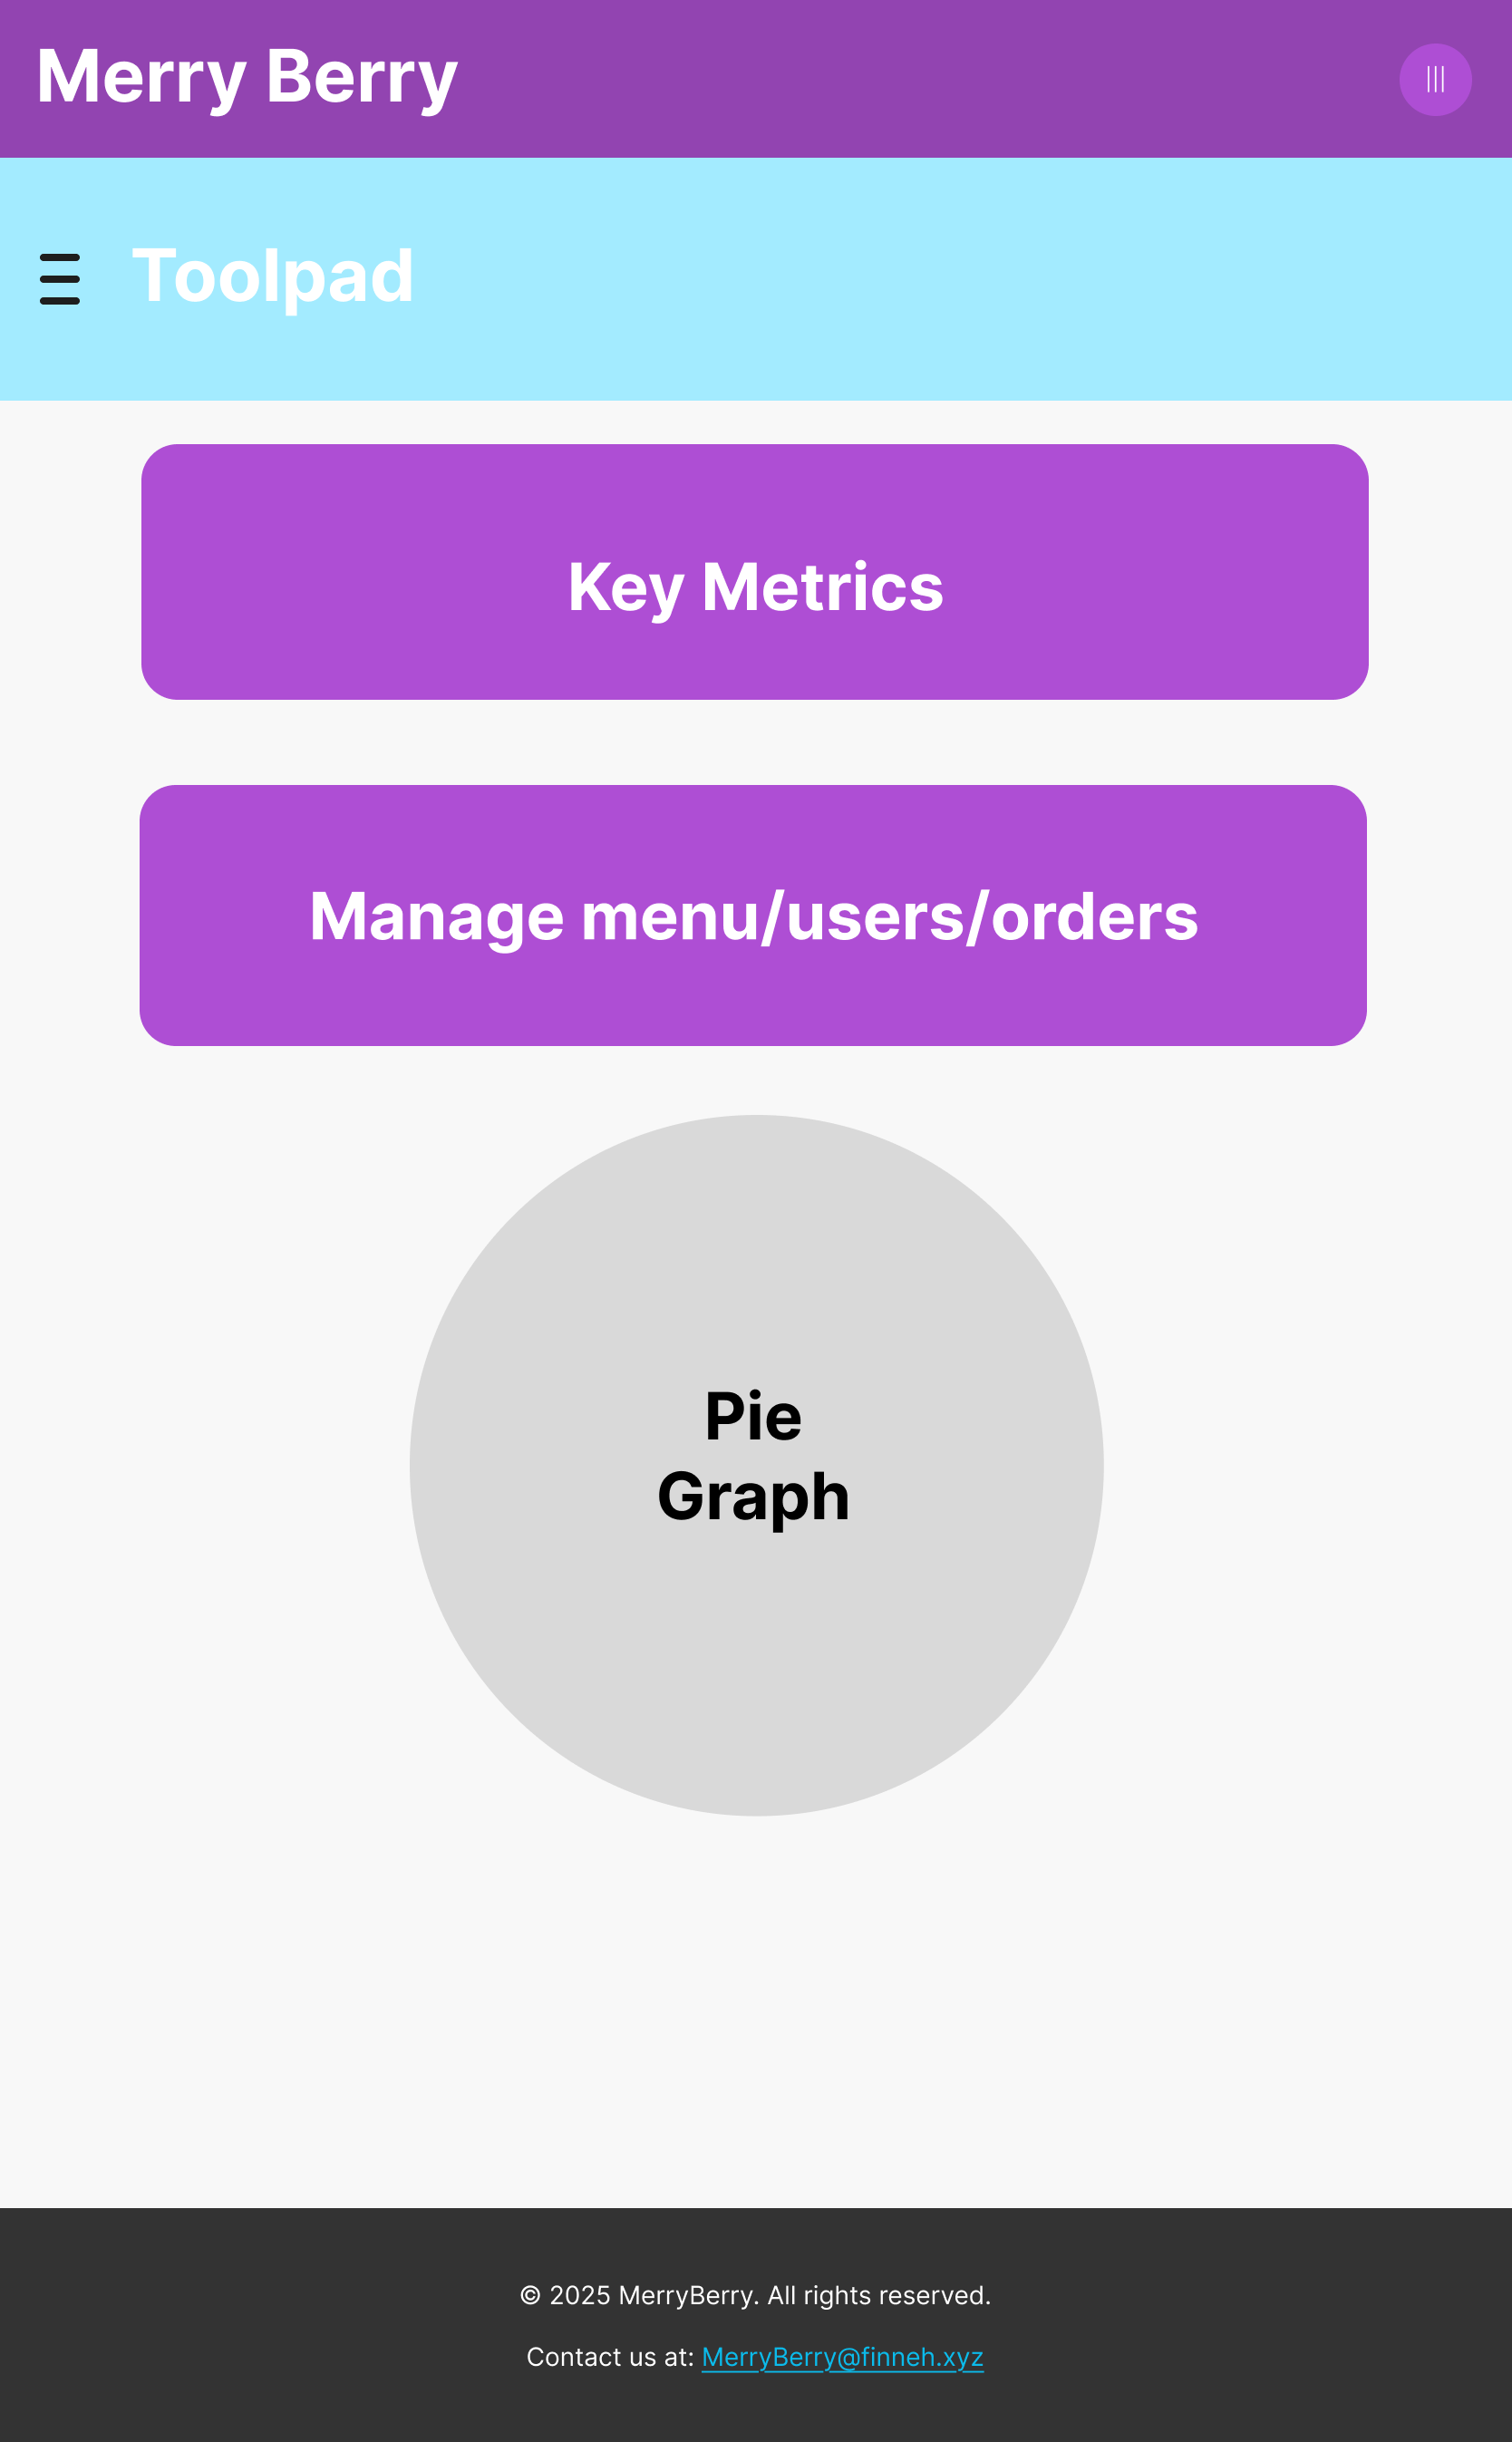 Merry Berry
Toolpad
Key Metrics
Manage menu/users/orders
Pie
Graph
© 2025 MerryBerry. All rights reserved.
Contact us at: MerryBerry@finneh.xyz